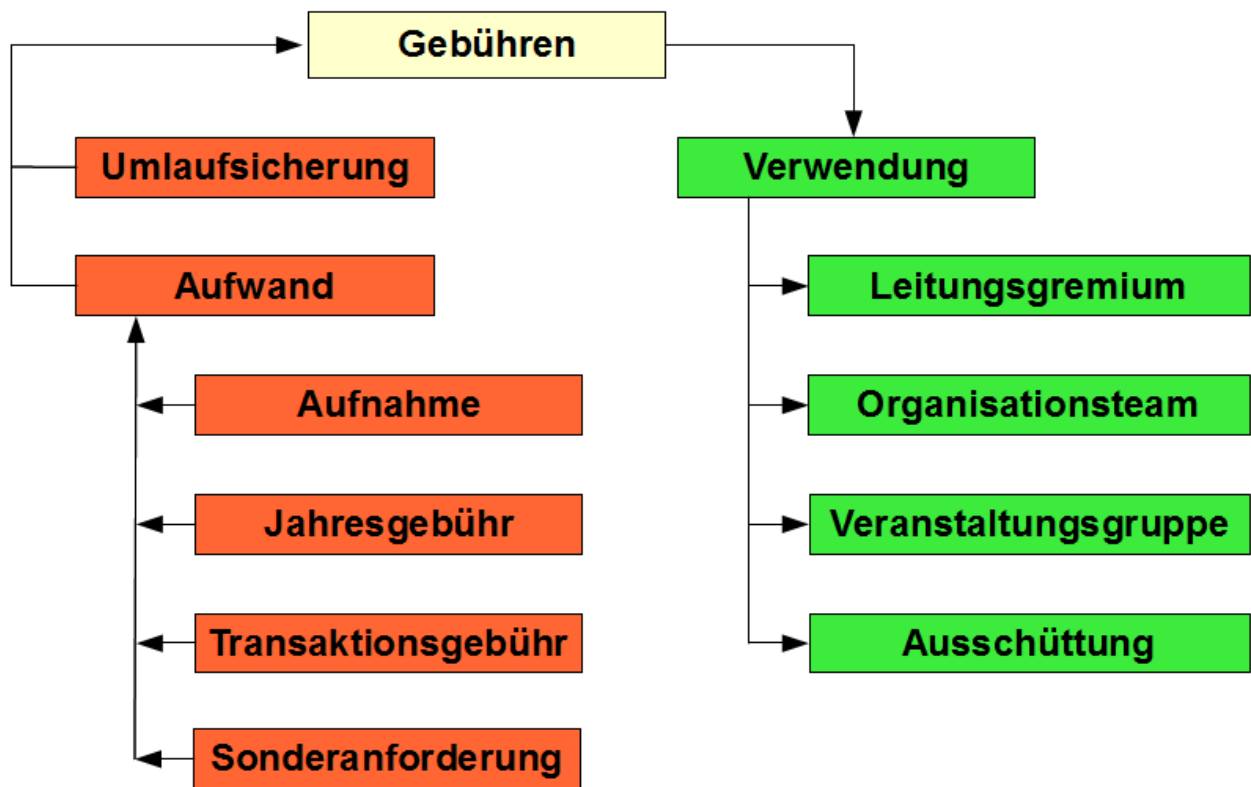 Gebühren
Umlaufsicherung
Verwendung
Aufwand
Leitungsgremium
Aufnahme
Organisationsteam
Jahresgebühr
Veranstaltungsgruppe
Transaktionsgebühr
Ausschüttung
Sonderanforderung